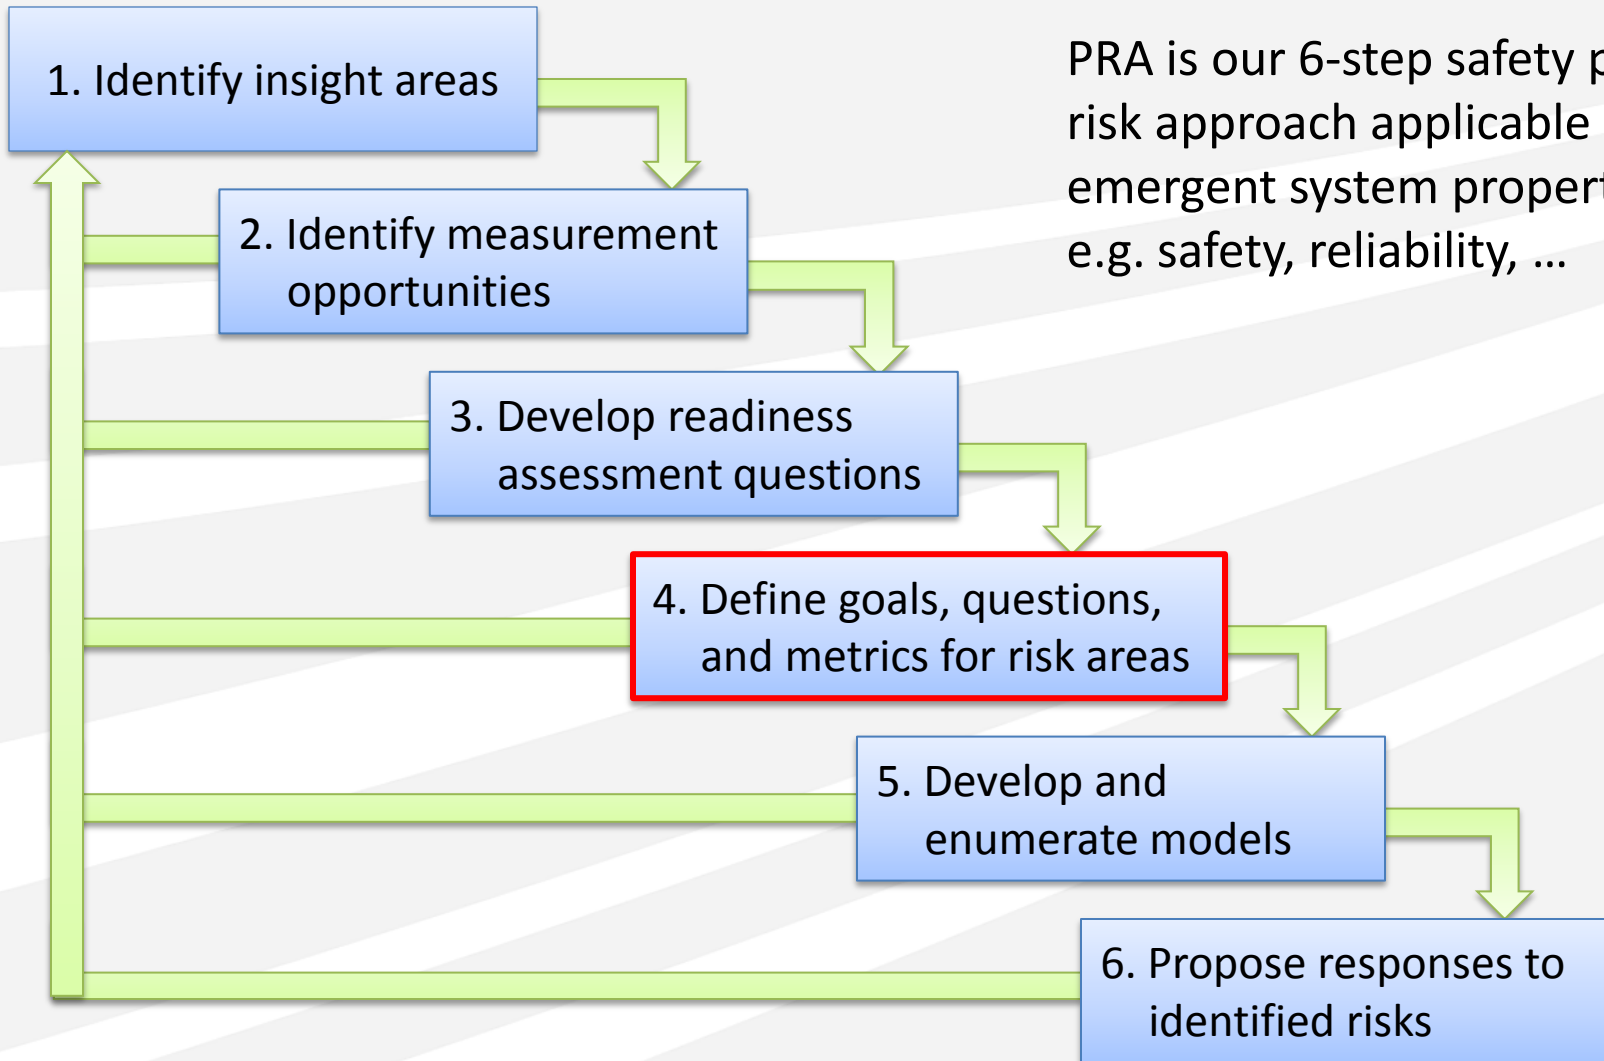 1. Identify insight areas
PRA is our 6-step safety
risk approach applicable
emergent system
e.g. safety, reliability, ...
2. Identify measurement
opportunities
3. Develop readiness
assessment questions
4. Define goals, questions,
and metrics for risk areas
5. Develop and
enumerate models
6. Propose responses to
identified risks